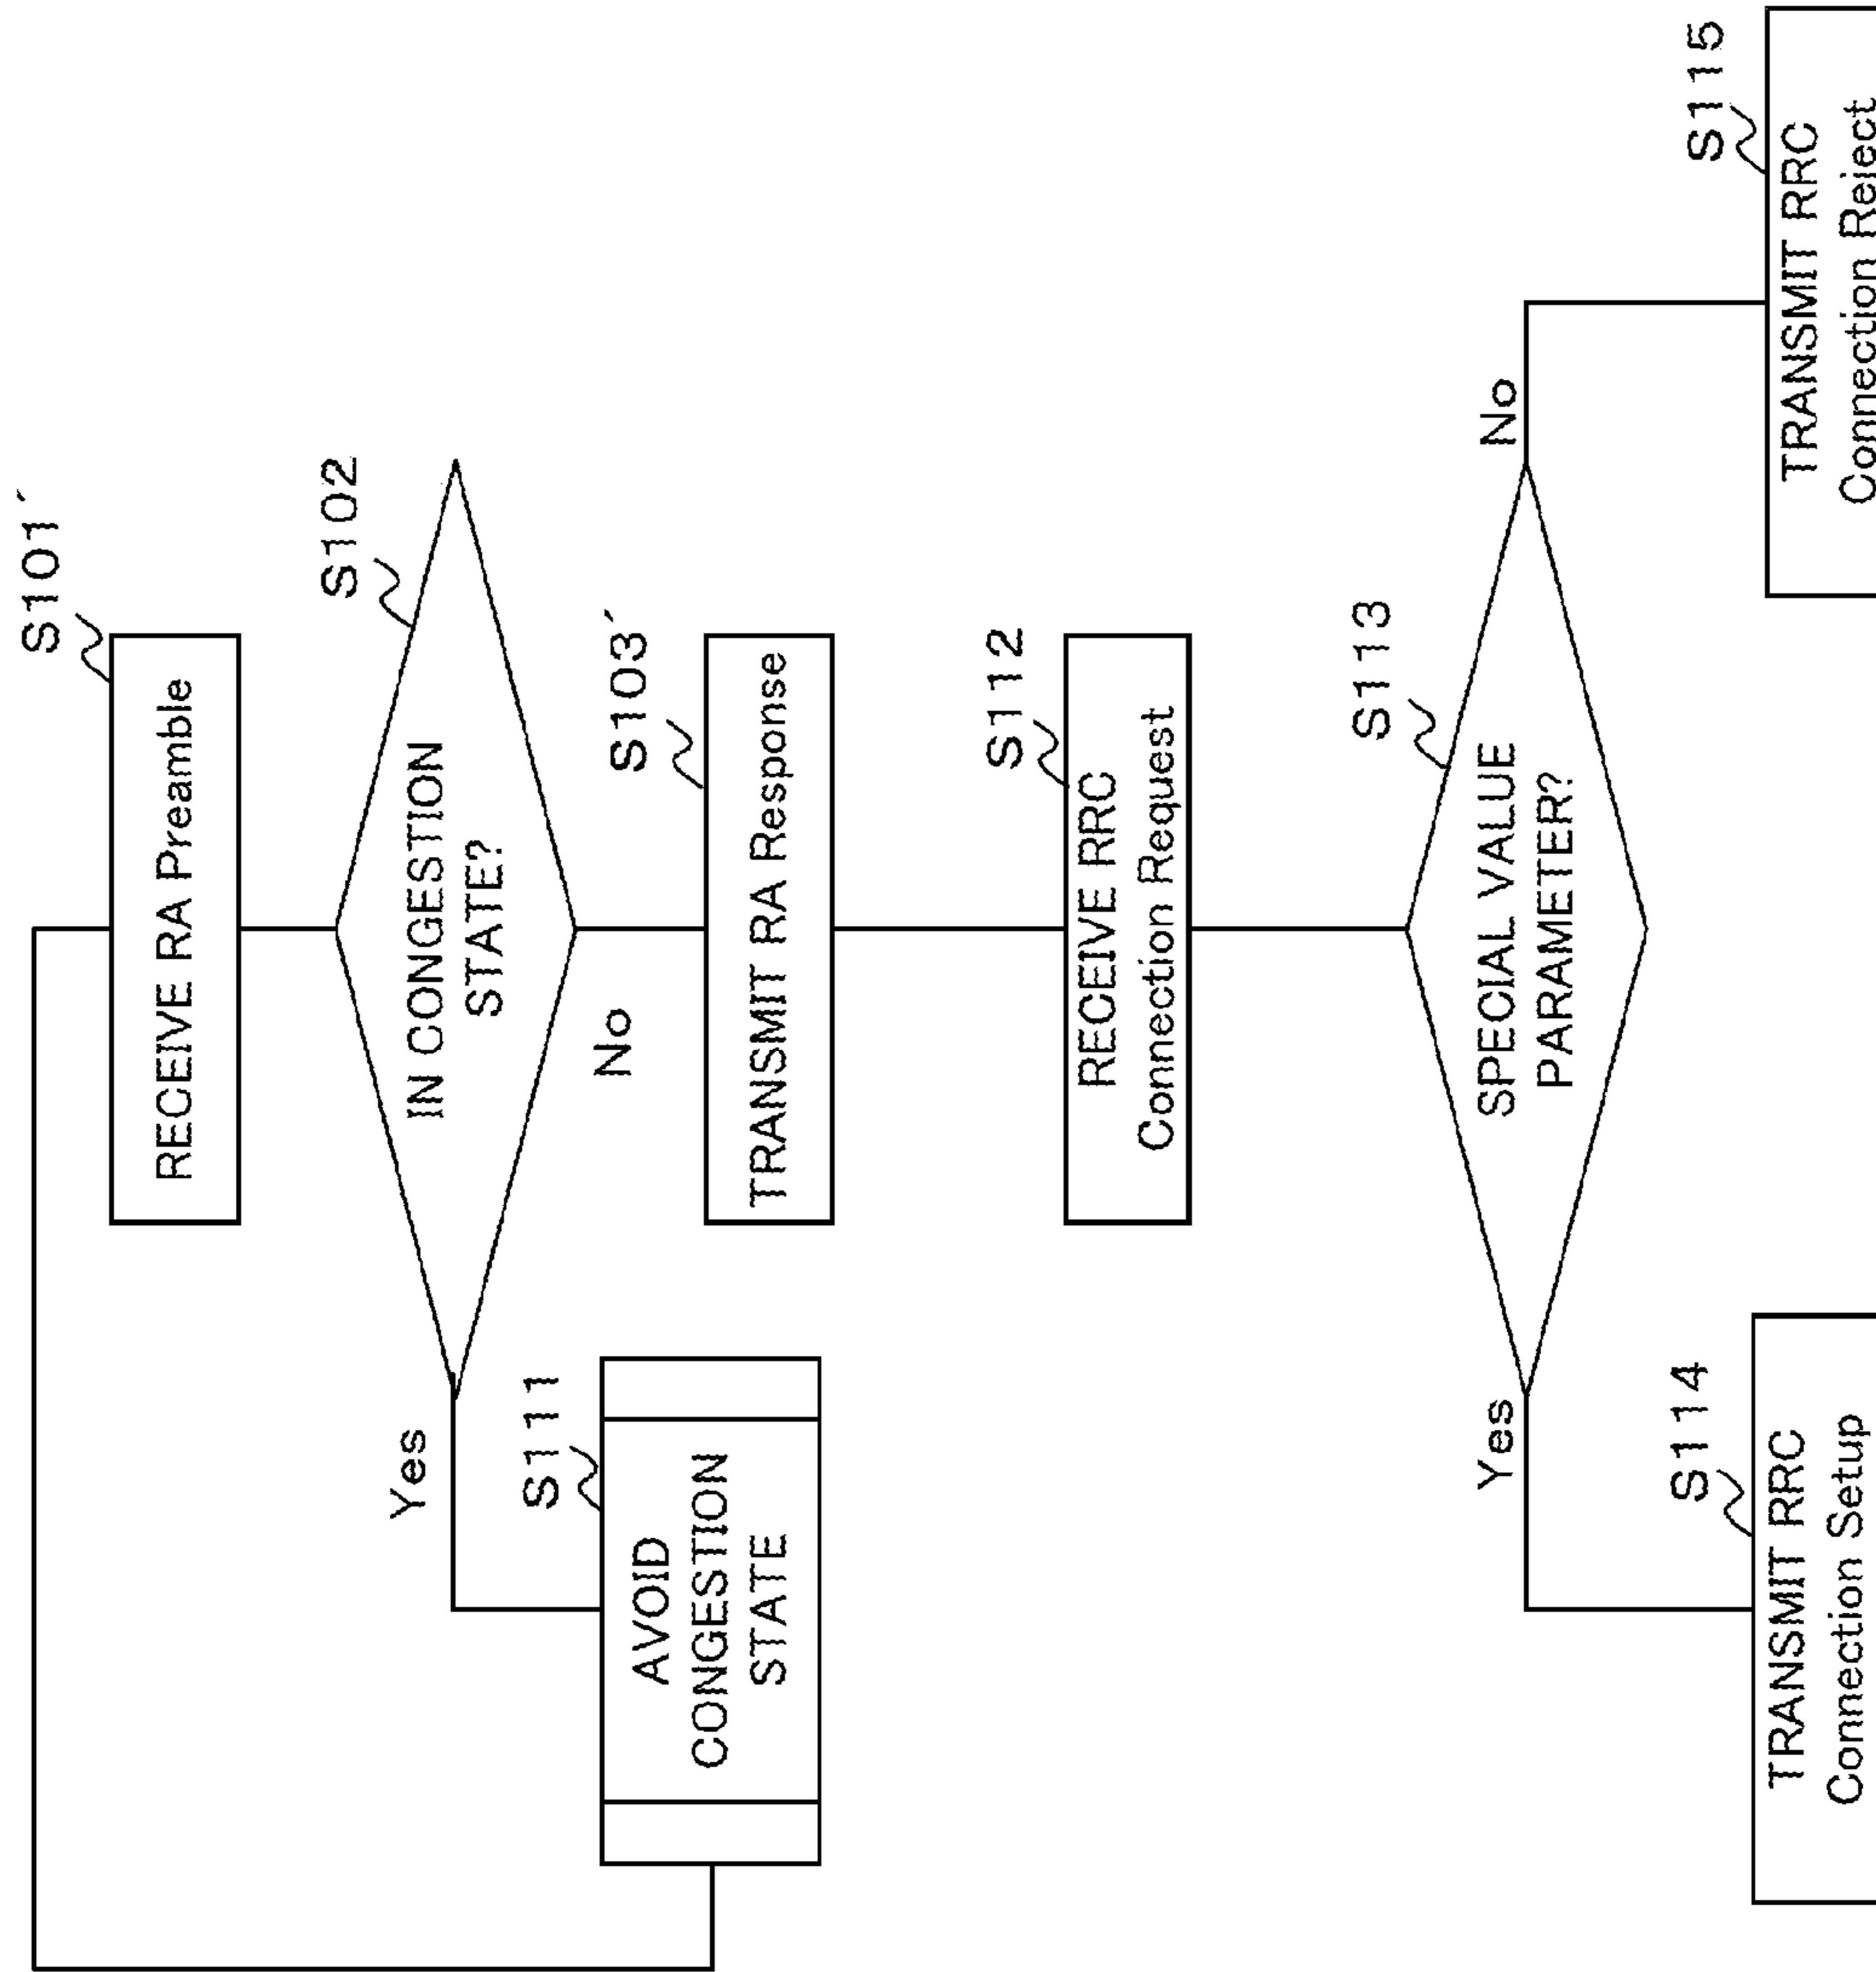 S101´
RECEIVE RA Preamble
S102
IN CONGESTION
STATE?
Yes
No
S111
AVOID
CONGESTION
STATE
S103´
TRANSMIT RA Response
S112
RECEIVE RRC
Connection Request
S113
SPECIAL VALUE
PARAMETER?
Yes
No
S114
TRANSMIT RRC
Connection Setup
S115
TRANSMIT RRC
Connection Reject